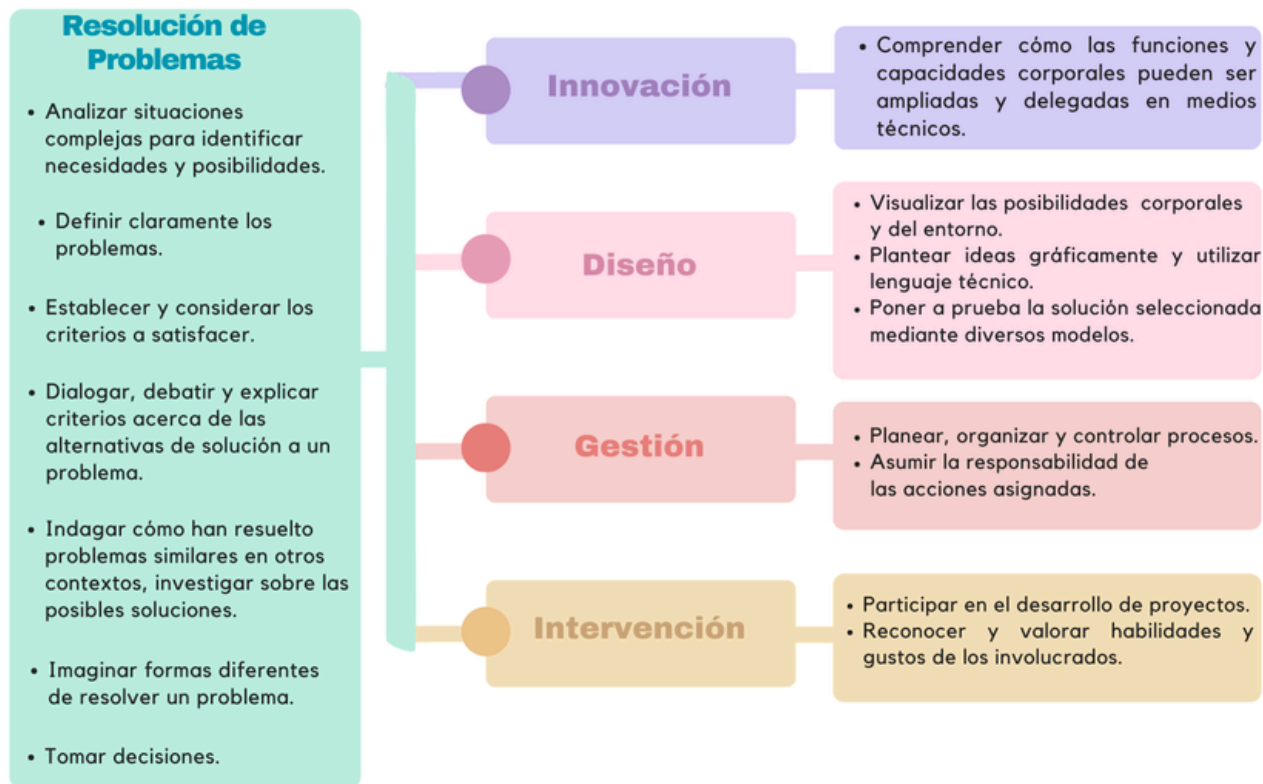 Resolución de
Problemas
• Analizar situaciones
complejas para identificar
necesidades y posibilidades.
• Definir claramente los
problemas.
• Establecer y considerar los
criterios a satisfacer.
• Dialogar, debatir y explicar
criterios acerca de las
alternativas de solución a un
problema.
• Indagar cómo han resuelto
problemas similares en otros
contextos, investigar sobre las
posibles soluciones.
• Imaginar formas diferentes
de resolver un problema.
• Tomar decisiones.
Innovación
• Comprender cómo las funciones y
capacidades corporales pueden ser
ampliadas y delegadas en medios
técnicos.
Diseño
• Visualizar las posibilidades corporales
y del entorno.
• Plantear ideas gráficamente y utilizar
lenguaje técnico.
• Poner a prueba la solución seleccionada
mediante diversos modelos.
Gestión
• Planear, organizar y controlar procesos.
• Asumir la responsabilidad de
las acciones asignadas.
Intervención
• Participar en el desarrollo de proyectos.
• Reconocer y valorar habilidades y
gustos de los involucrados.